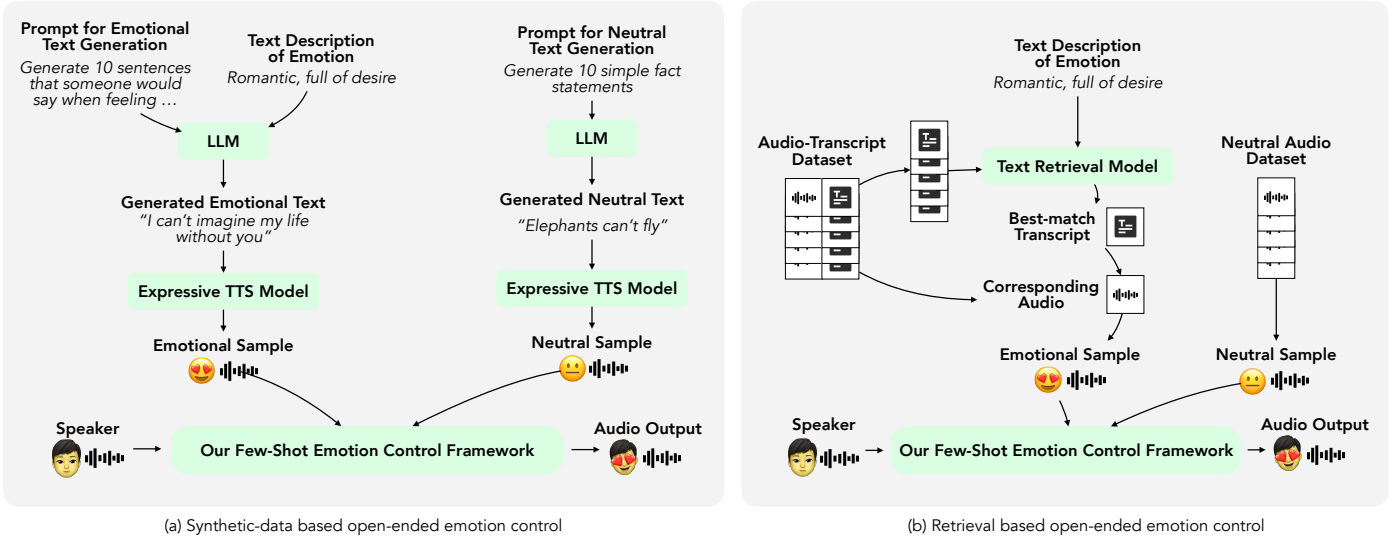 Prompt for Emotional
Text Generation
Generate 10 sentences
that someone would
say when feeling …
Text Description
of Emotion
Romantic, full of desire
Prompt for Neutral
Text Generation
Generate 10 simple fact
statements
LLM
LLM
Generated Emotional Text
“I can’t imagine my life
without you”
Generated Neutral Text
“Elephants can’t fly”
Expressive TTS Model
Expressive TTS Model
Emotional Sample
Neutral Sample
Speaker
Our Few-Shot Emotion Control Framework
Audio Output
(a) Synthetic-data based open-ended emotion control
Text Description
of Emotion
Romantic, full of desire
Audio-Transcript
Dataset
Text Retrieval Model
Neutral Audio
Dataset
Best-match
Transcript
Corresponding
Audio
Emotional Sample
Neutral Sample
Speaker
Our Few-Shot Emotion Control Framework
Audio Output
(b) Retrieval based open-ended emotion control